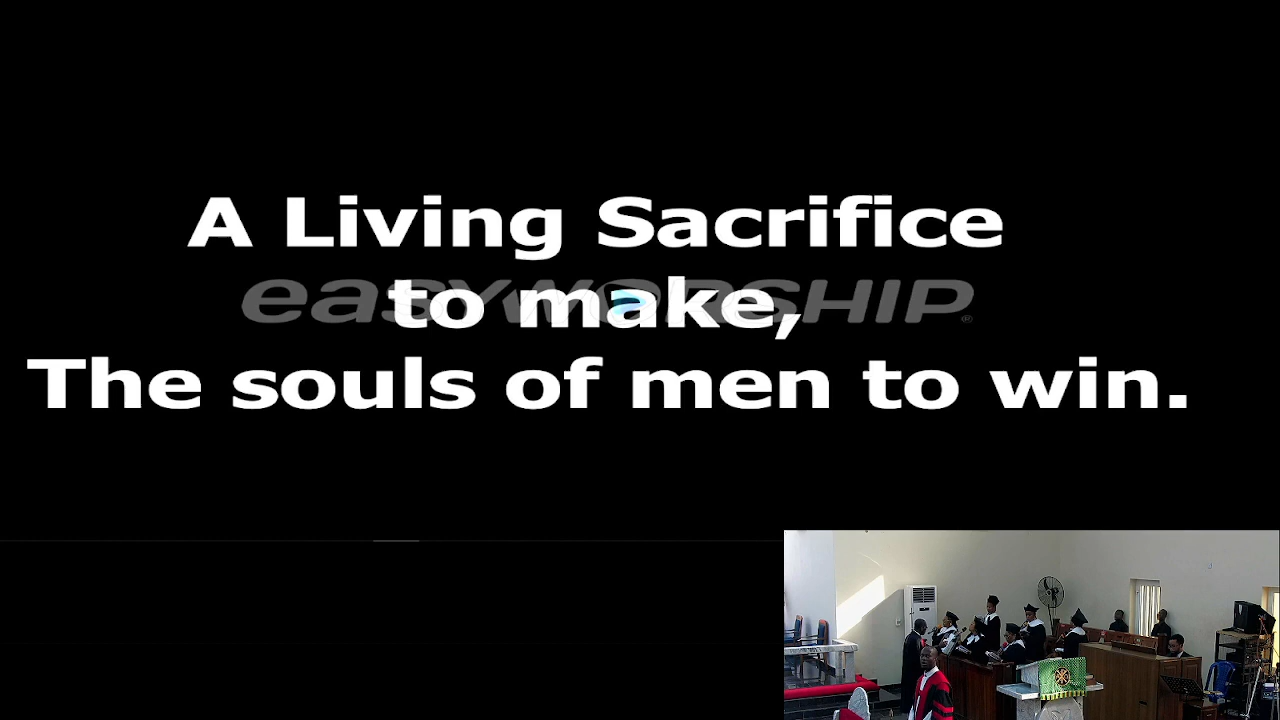 A Living Sacrifice
easyworship®
to make,
The souls of men to win.